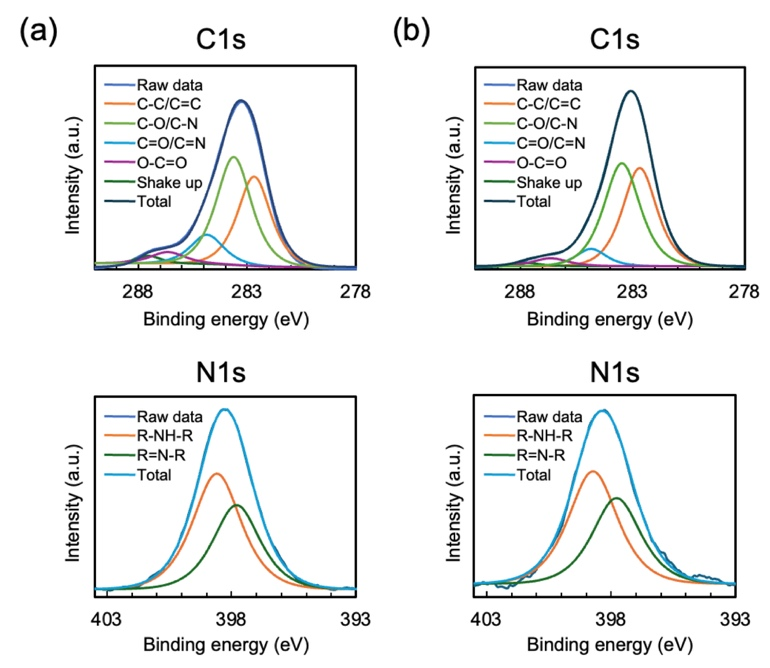 (a)
C1s
Intensity (a.u.)
Raw data
C-C/C=C
C-O/C-N
C=O/C=N
O-C=O
Shake up
Total
288
283
278
Binding energy (eV)
(b)
C1s
Intensity (a.u.)
Raw data
C-C/C=C
C-O/C-N
C=O/C=N
O-C=O
Shake up
Total
288
283
278
Binding energy (eV)
N1s
Intensity (a.u.)
Raw data
R-NH-R
R=N-R
Total
403
398
393
Binding energy (eV)
N1s
Intensity (a.u.)
Raw data
R-NH-R
R=N-R
Total
403
398
393
Binding energy (eV)